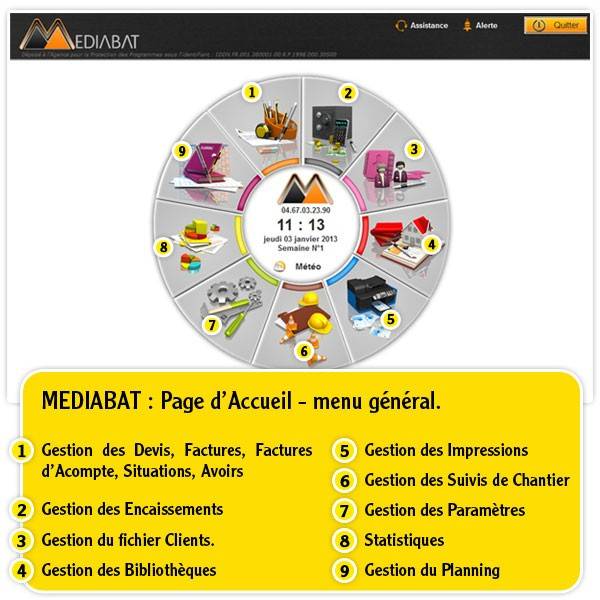 MEDIABAT
Assistance
Alerte
Quitter
Déposé à l'Agence pour la Protection des Programmes sous l'identifiant : IDDN.FR.001.380001.00.R.P.1998.000.30500
1
2
9
3
04.67.03.23.90
11 : 13
jeudi 03 janvier 2013
Semaine N°1
Météo
8
4
7
5
6
MEDIABAT : Page d'Accueil - menu général.
1 Gestion des Devis, Factures, Factures
d'Acompte, Situations, Avoirs
2 Gestion des Encaissements
3 Gestion du fichier Clients.
4 Gestion des Bibliothèques
5 Gestion des Impressions
6 Gestion des Suivis de Chantier
7 Gestion des Paramètres
8 Statistiques
9 Gestion du Planning